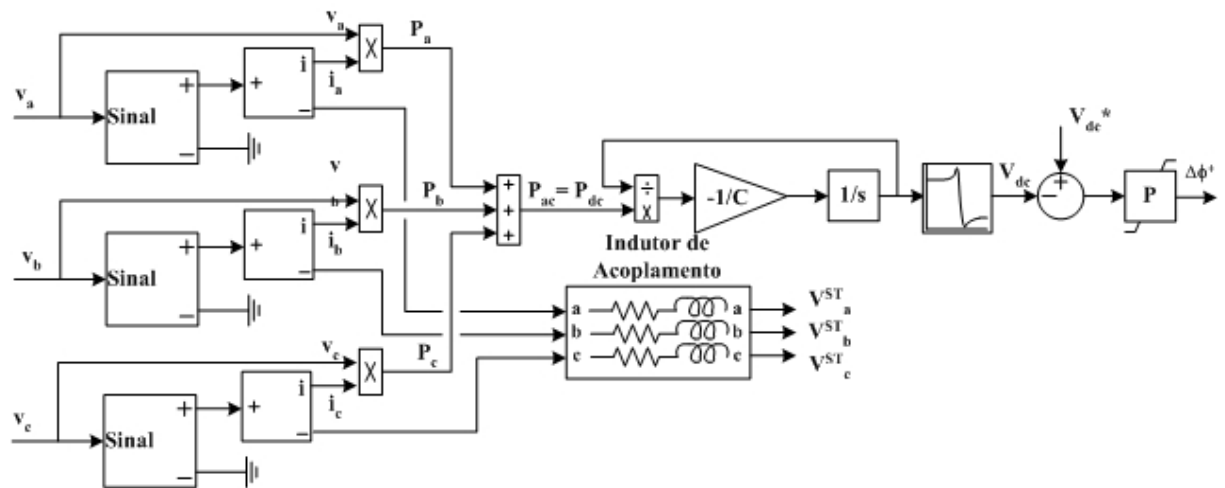 v_a
P_a
v_a
Sinal
+
−
+
i
−
i_a
X
v
b
P_b
v_b
Sinal
+
−
+
i
−
i_b
X
v_c
P_c
v_c
Sinal
+
−
+
i
−
i_c
X
+
+
+
P_ac = P_dc
÷
X
-1/C
1/s
V_dc
V_dc*
+
−
P
Δϕ⁺
Indutor de
Acoplamento
a a
b b
c c
V^ST_a
V^ST_b
V^ST_c